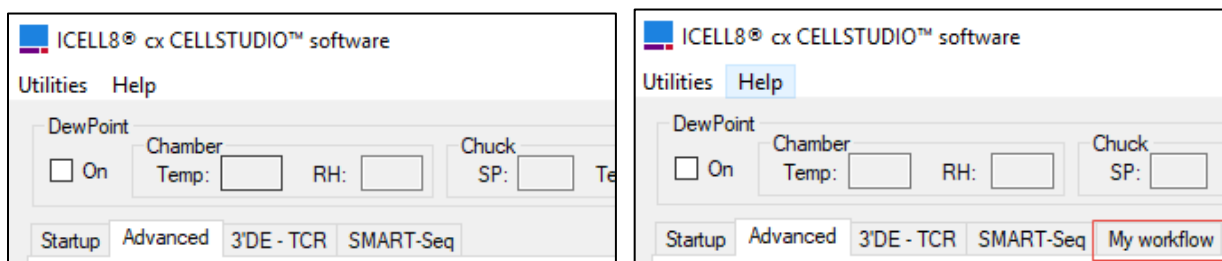 ICELL8® cx CELLSTUDIO™ software
Utilities Help
DewPoint
Chamber
Chuck
On Temp: RH: SP: Te
Startup Advanced 3'DE - TCR SMART-Seq
ICELL8® cx CELLSTUDIO™ software
Utilities Help
DewPoint
Chamber
Chuck
On Temp: RH: SP:
Startup Advanced 3'DE - TCR SMART-Seq My workflow